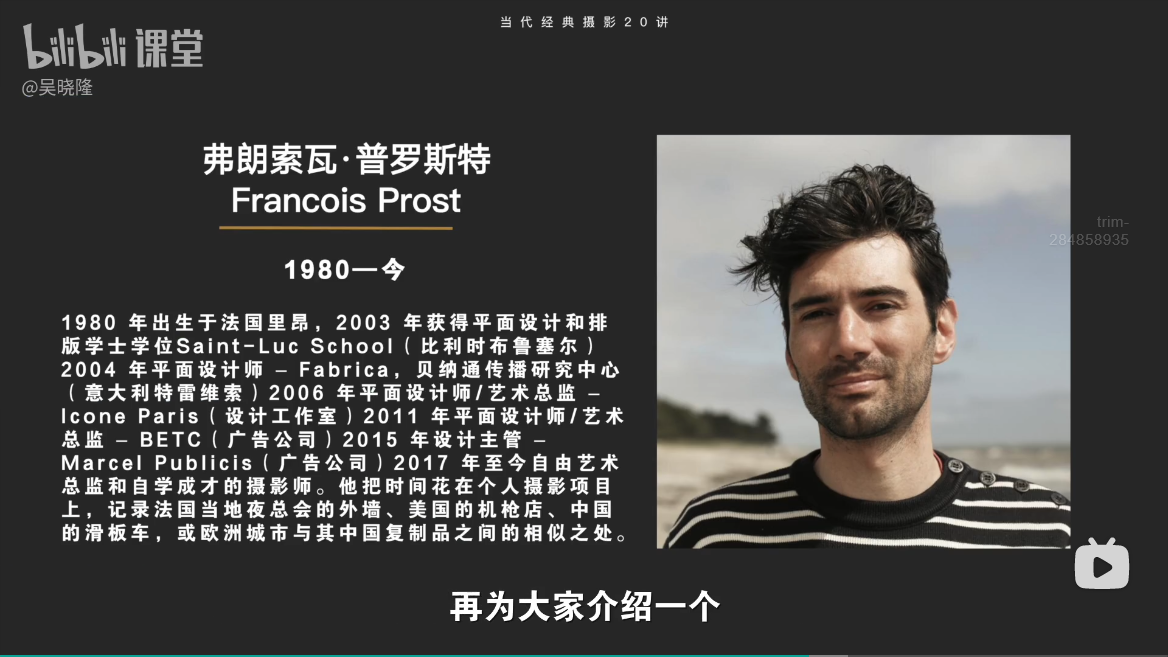 当代经典摄影20讲
bilibili 课堂
@吴晓隆
弗朗索瓦·普罗斯特
Francois Prost
1980—今
1980 年出生于法国里昂，2003 年获得平面设计和排
版学士学位Saint-Luc School（比利时布鲁塞尔）
2004 年平面设计师 – Fabrica，贝纳通传播研究中心
（意大利特雷维索）2006 年平面设计师/艺术总监 –
Icone Paris（设计工作室）2011 年平面设计师/艺术
总监 – BETC（广告公司）2015 年设计主管 –
Marcel Publicis（广告公司）2017 年至今自由艺术
总监和自学成才的摄影师。他把时间花在个人摄影项目
上，记录法国当地夜总会的外墙、美国的机枪店、中国
的滑板车，或欧洲城市与其中国复制品之间的相似之处。
trim-
284858935
再为大家介绍一个